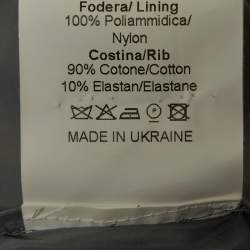 Fodera/ Lining
100% Poliammidica/
Nylon
Costina/Rib
90% Cotone/Cotton
10% Elastan/Elastane
MADE IN UKRAINE